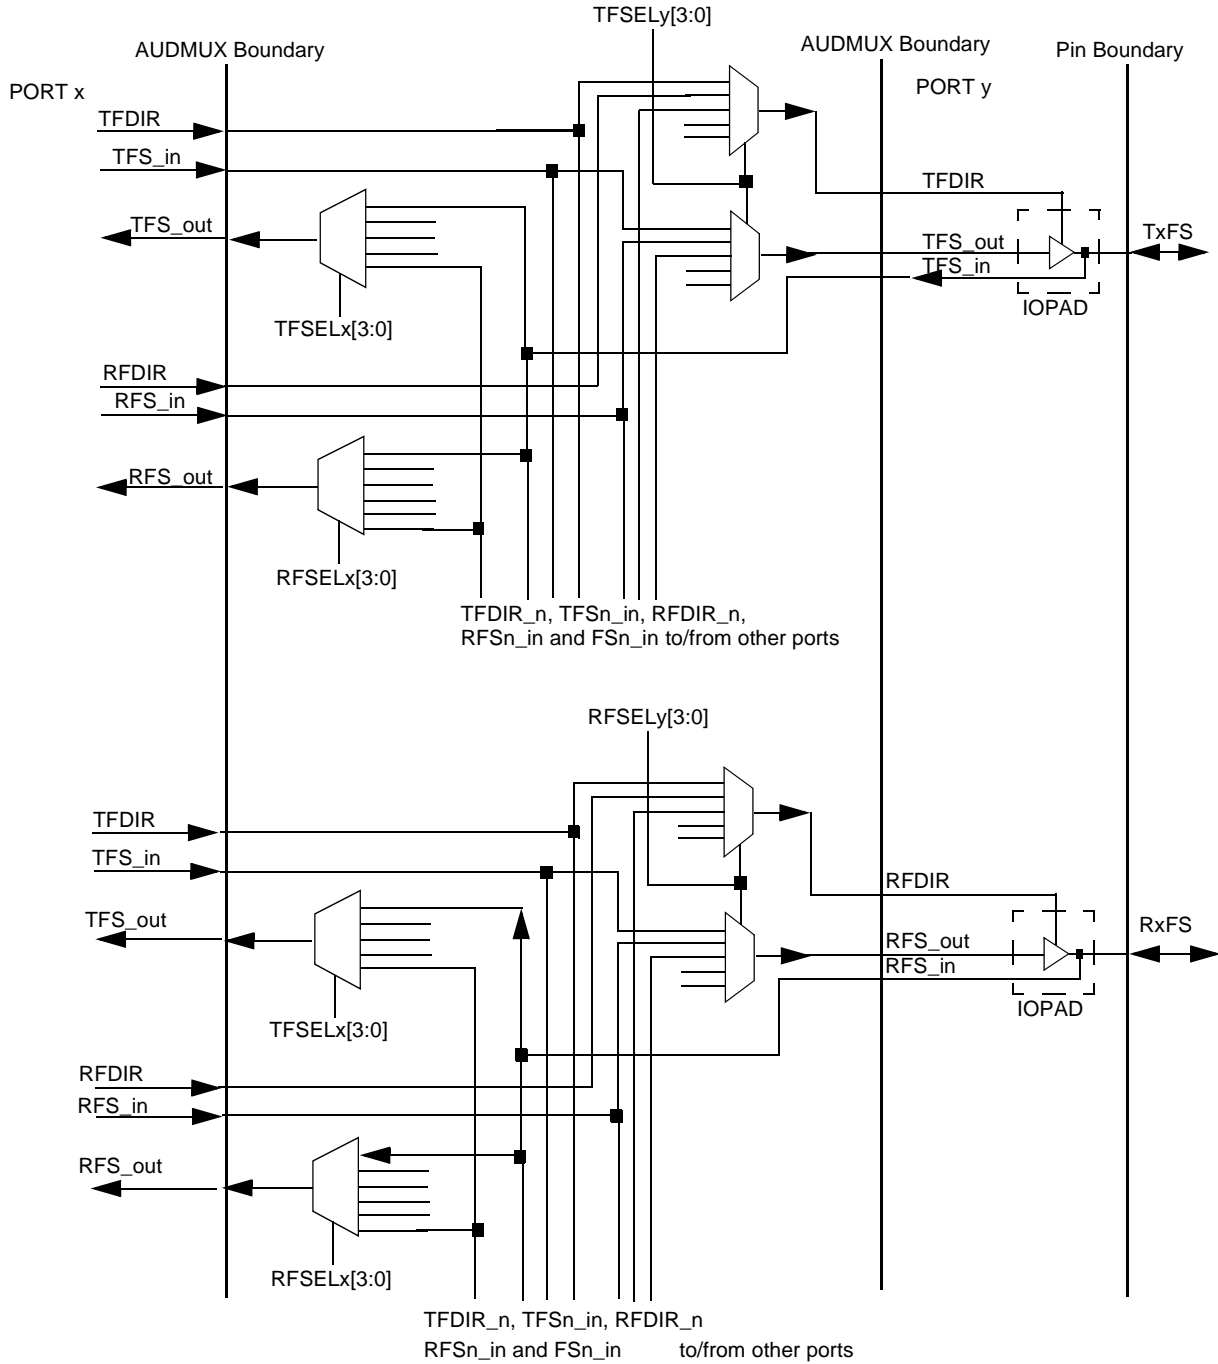 TFSELy[3:0]
AUDMUX Boundary
AUDMUX Boundary
Pin Boundary
PORT x
PORT y
TFDIR
TFS_in
TFDIR
TFS_out
TFS_out
TxFS
TFS_in
IOPAD
TFSELx[3:0]
RFDIR
RFS_in
RFS_out
RFSELx[3:0]
TFDIR_n, TFSn_in, RFDIR_n,
RFSn_in and FSn_in to/from other ports
RFSELy[3:0]
TFDIR
TFS_in
RFDIR
TFS_out
RFS_out
RxFS
RFS_in
IOPAD
TFSELx[3:0]
RFDIR
RFS_in
RFS_out
RFSELx[3:0]
TFDIR_n, TFSn_in, RFDIR_n
RFSn_in and FSn_in to/from other ports